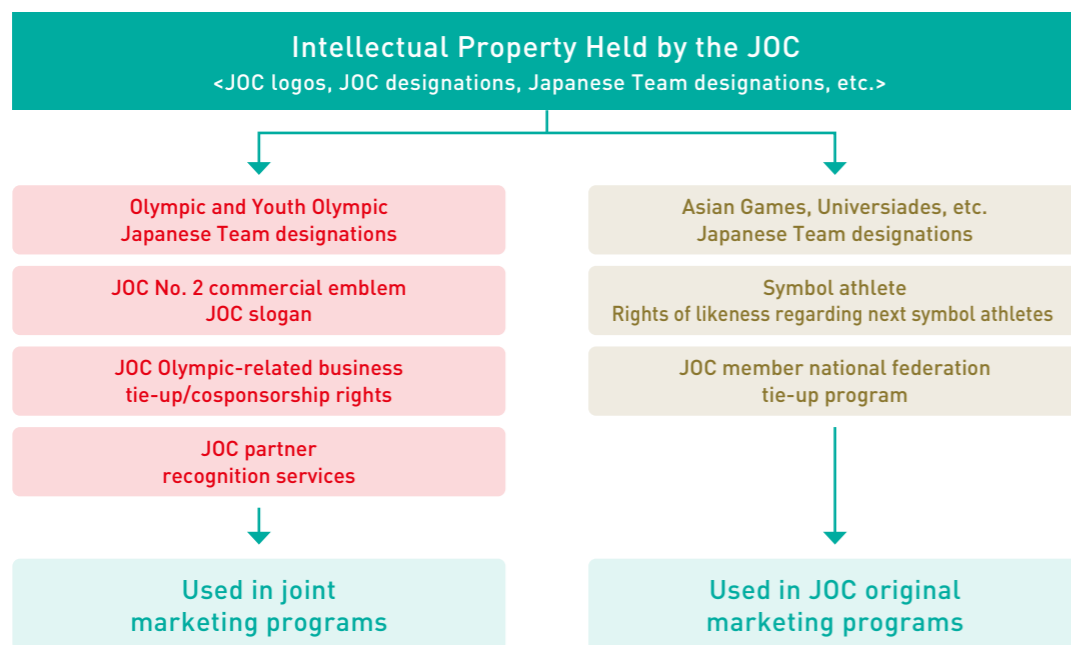 Intellectual Property Held by the JOC
<JOC logos, JOC designations, Japanese Team designations, etc.>
Olympic and Youth Olympic
Japanese Team designations
JOC No. 2 commercial emblem
JOC slogan
JOC Olympic-related business
tie-up/cosponsorship rights
JOC partner
recognition services
Used in joint
marketing programs
Asian Games, Universiades, etc.
Japanese Team designations
Symbol athlete
Rights of likeness regarding next symbol athletes
JOC member national federation
tie-up program
Used in JOC original
marketing programs